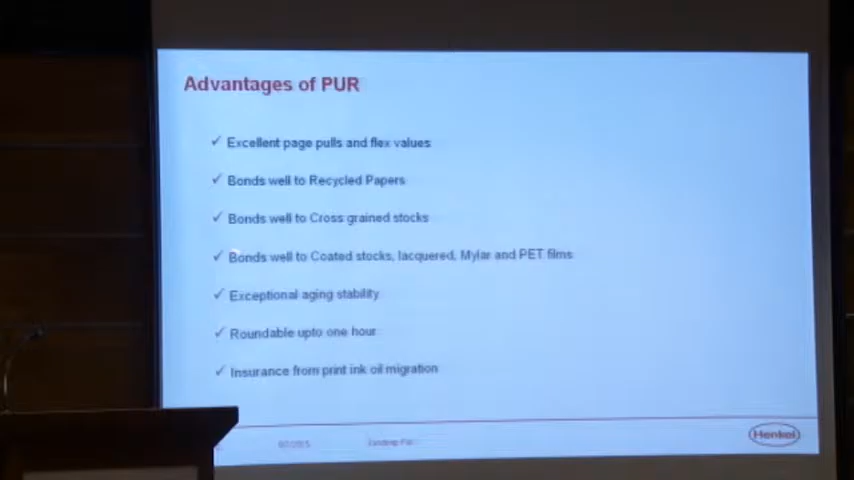 Advantages of PUR
✓ Excellent page pulls and flex values
✓ Bonds well to Recycled Papers
✓ Bonds well to Cross grained stocks
✓ Bonds well to Coated stocks, lacquered, Mylar and PET films
✓ Exceptional aging stability
✓ Roundable upto one hour
✓ Insurance from print ink oil migration
Henkel